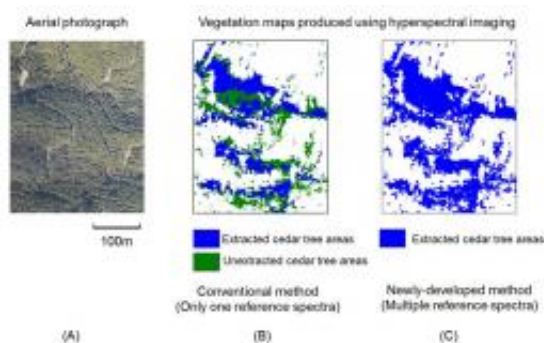 Aerial photograph
Vegetation maps produced using hyperspectral imaging
100m
Extracted cedar tree areas
Unextracted cedar tree areas
Extracted cedar tree areas
Conventional method
(Only one reference spectra)
Newly-developed method
(Multiple reference spectra)
(A)
(B)
(C)